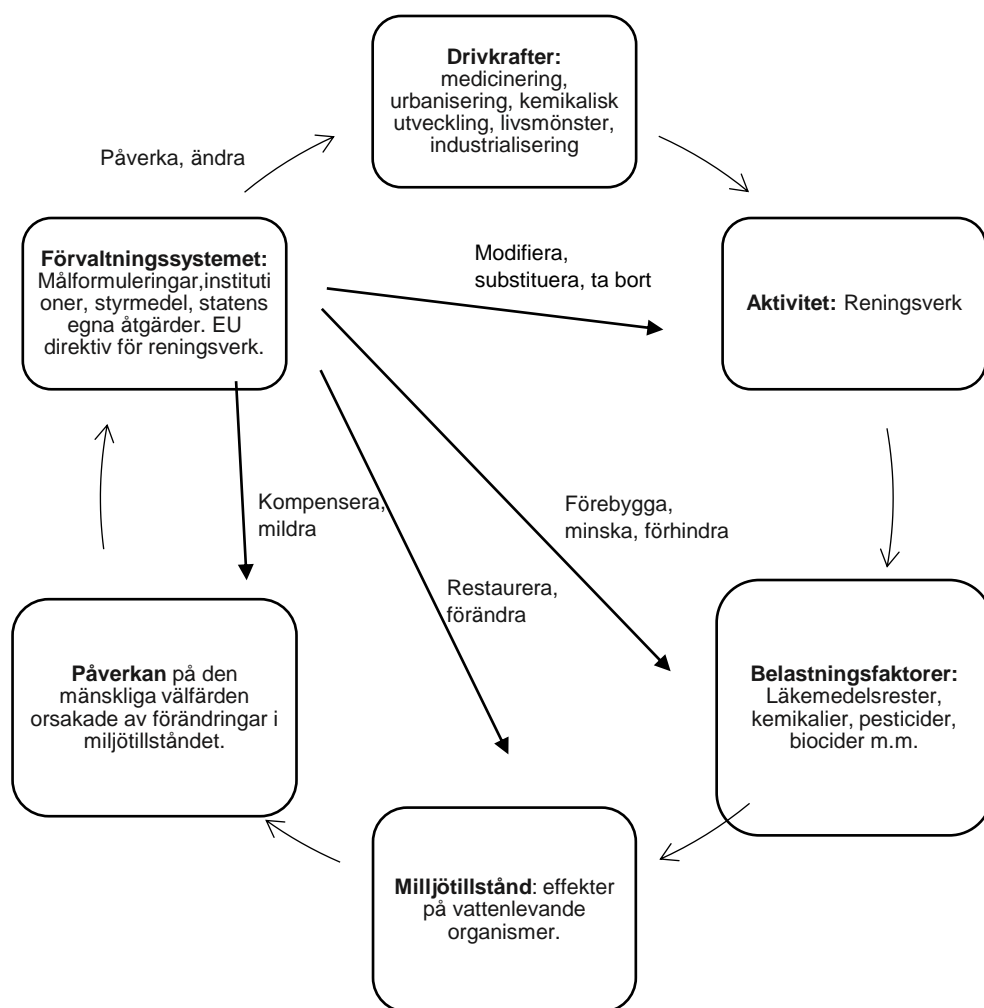 Drivkrafter:
medicinering,
urbanisering, kemikalisk
utveckling, livsmönster,
industrialisering
Påverka, ändra
Förvaltningssystemet:
Målformuleringar,instituti
oner, styrmedel, statens
egna åtgärder. EU
direktiv för reningsverk.
Modifiera,
substituera, ta bort
Aktivitet: Reningsverk
Kompensera,
mildra
Förebygga,
minska, förhindra
Restaurera,
förändra
Påverkan på den
mänskliga välfärden
orsakade av förändringar i
miljötillståndet.
Belastningsfaktorer:
Läkemedelsrester,
kemikalier, pesticider,
biocider m.m.
Milljötillstånd: effekter
på vattenlevande
organismer.